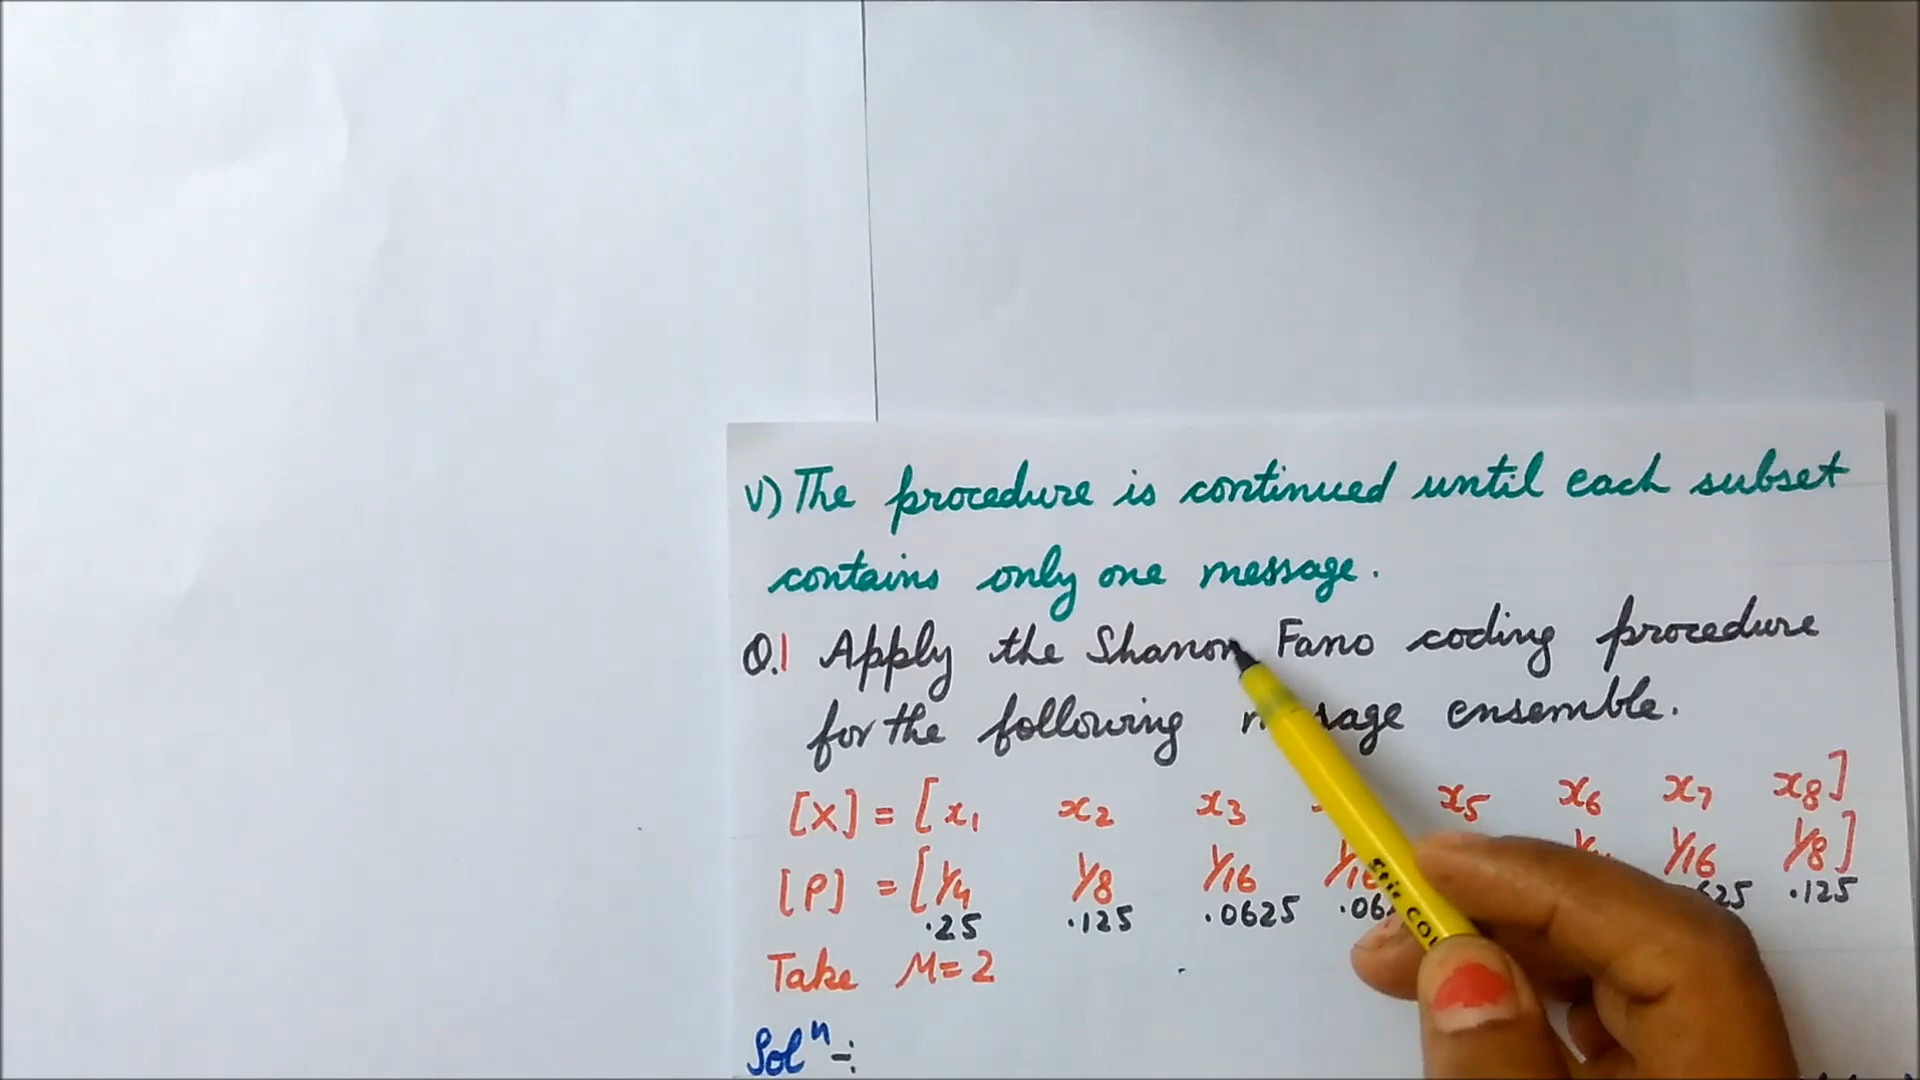 V) The procedure is continued until each subset
contains only one message.
Q.1 Apply the Shanon Fano coding procedure
for the following ensemble.
[X] = [x1 x2 x3 x5 x6 x7 x8]
[P] = [1/4 1/8 1/16 1/16 1/16 1/8]
.25 .125 .0625 .125
Take M=2
Solⁿ ÷